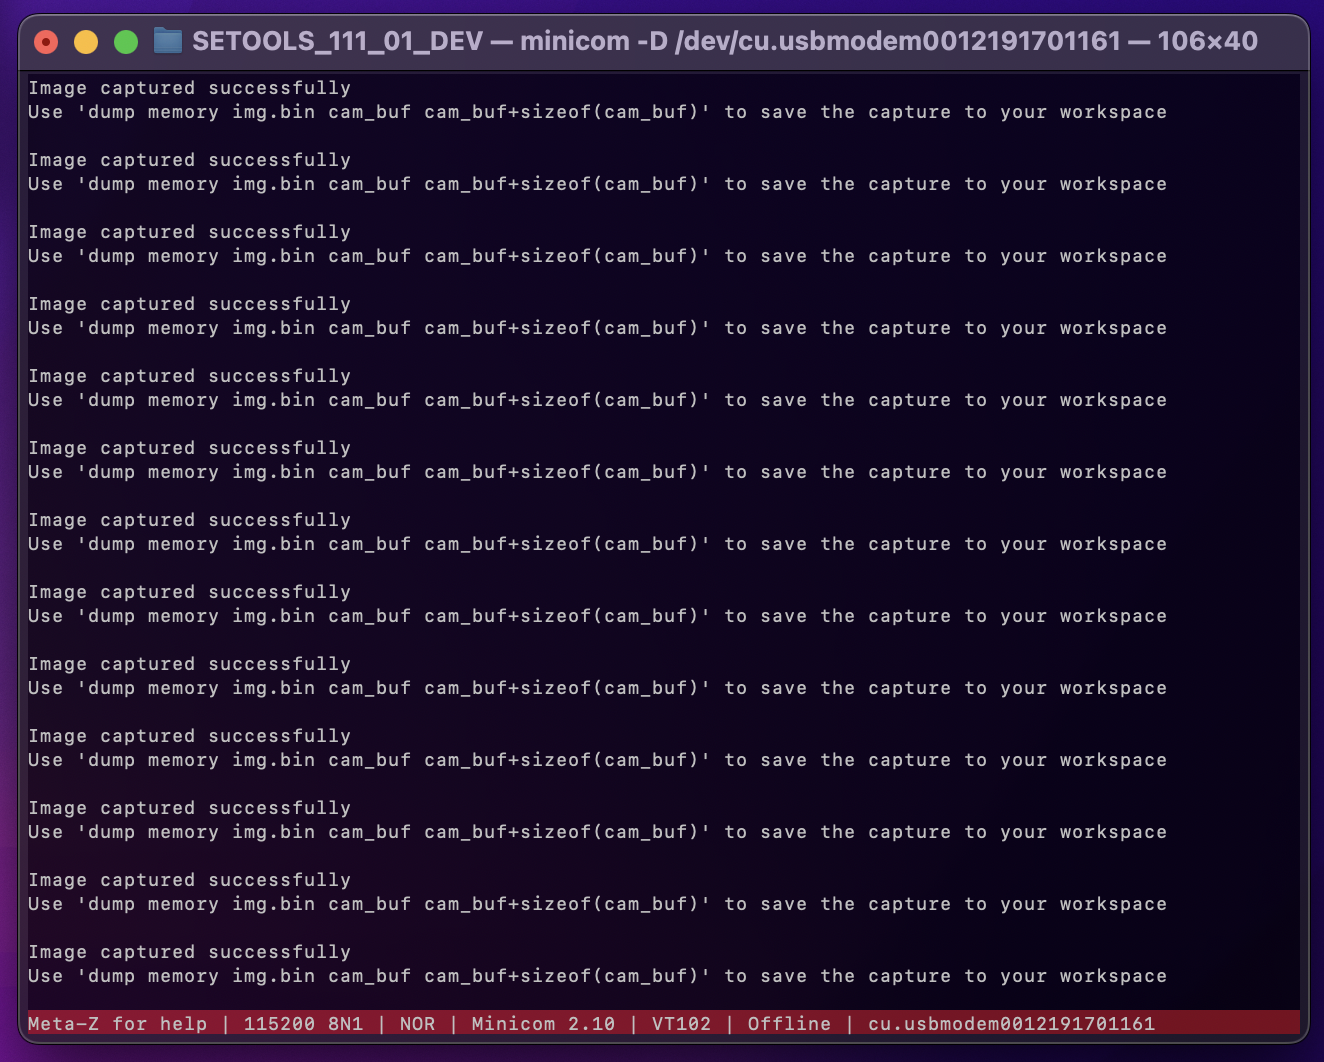 SETOOLS_111_01_DEV — minicom -D /dev/cu.usbmodem0012191701161 — 106×40
Image captured successfully
Use 'dump memory img.bin cam_buf cam_buf+sizeof(cam_buf)' to save the capture to your workspace
Image captured successfully
Use 'dump memory img.bin cam_buf cam_buf+sizeof(cam_buf)' to save the capture to your workspace
Image captured successfully
Use 'dump memory img.bin cam_buf cam_buf+sizeof(cam_buf)' to save the capture to your workspace
Image captured successfully
Use 'dump memory img.bin cam_buf cam_buf+sizeof(cam_buf)' to save the capture to your workspace
Image captured successfully
Use 'dump memory img.bin cam_buf cam_buf+sizeof(cam_buf)' to save the capture to your workspace
Image captured successfully
Use 'dump memory img.bin cam_buf cam_buf+sizeof(cam_buf)' to save the capture to your workspace
Image captured successfully
Use 'dump memory img.bin cam_buf cam_buf+sizeof(cam_buf)' to save the capture to your workspace
Image captured successfully
Use 'dump memory img.bin cam_buf cam_buf+sizeof(cam_buf)' to save the capture to your workspace
Image captured successfully
Use 'dump memory img.bin cam_buf cam_buf+sizeof(cam_buf)' to save the capture to your workspace
Image captured successfully
Use 'dump memory img.bin cam_buf cam_buf+sizeof(cam_buf)' to save the capture to your workspace
Image captured successfully
Use 'dump memory img.bin cam_buf cam_buf+sizeof(cam_buf)' to save the capture to your workspace
Image captured successfully
Use 'dump memory img.bin cam_buf cam_buf+sizeof(cam_buf)' to save the capture to your workspace
Image captured successfully
Use 'dump memory img.bin cam_buf cam_buf+sizeof(cam_buf)' to save the capture to your workspace
Meta-Z for help | 115200 8N1 | NOR | Minicom 2.10 | VT102 | Offline | cu.usbmodem0012191701161